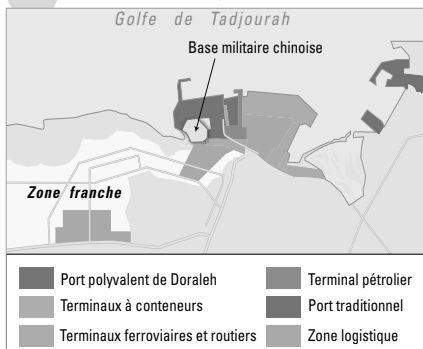 Golfe de Tadjourah
Base militaire chinoise
Zone franche
Port polyvalent de Doraleh
Terminal pétrolier
Terminaux à conteneurs
Port traditionnel
Terminaux ferroviaires et routiers
Zone logistique